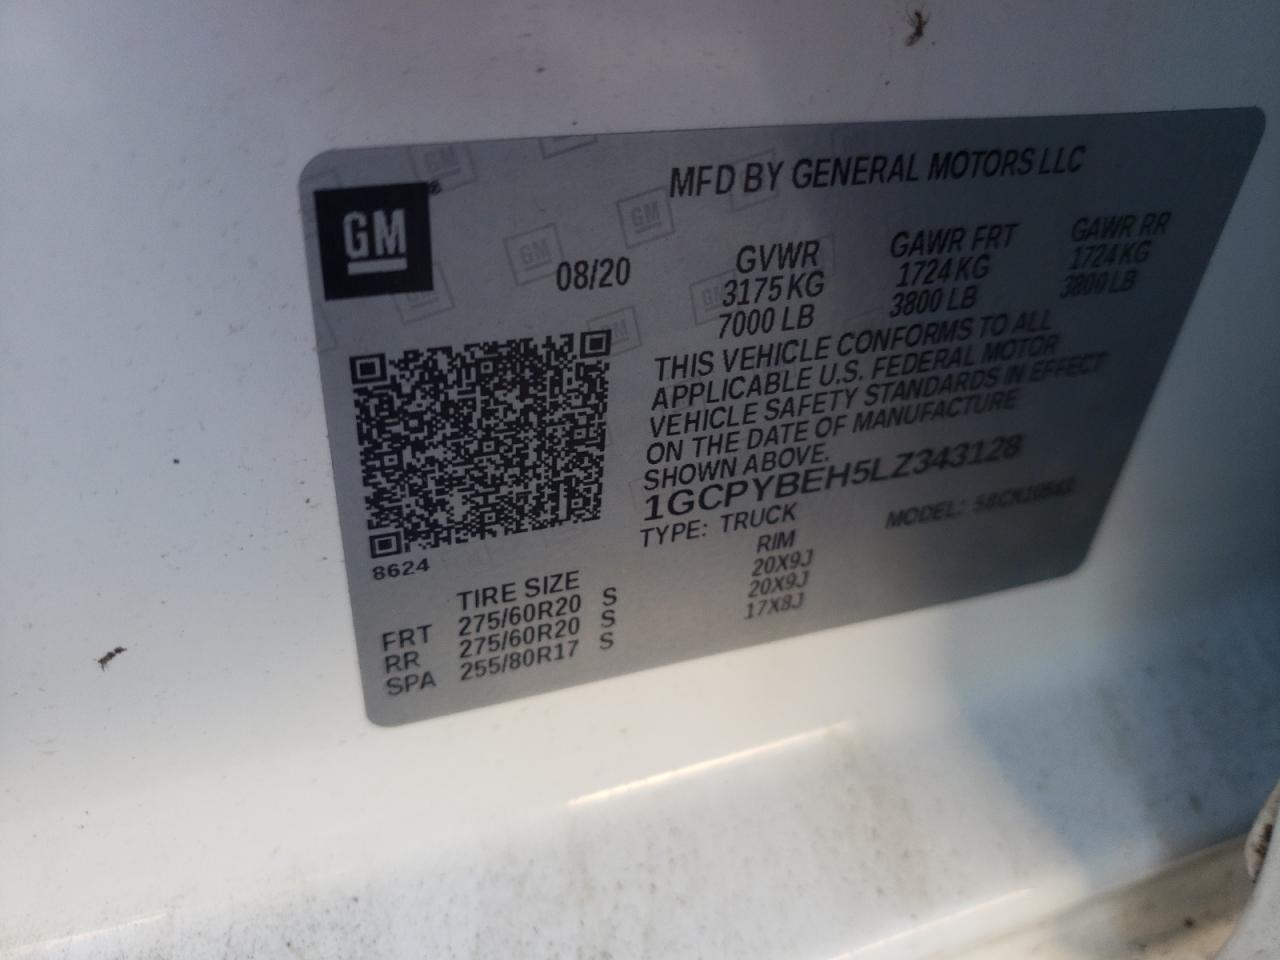 MFD BY GENERAL MOTORS LLC
GM
08/20
GVWR GAWR FRT GAWR RR
3175 KG 1724 KG 1724 KG
7000 LB 3800 LB 3800 LB
THIS VEHICLE CONFORMS TO ALL
APPLICABLE U.S. FEDERAL MOTOR
VEHICLE SAFETY STANDARDS IN EFFECT
ON THE DATE OF MANUFACTURE
SHOWN ABOVE.
1GCPYBEH5LZ343128
TYPE: TRUCK MODEL:
8624
TIRE SIZE RIM
FRT 275/60R20 S 20X9J
RR 275/60R20 S 20X9J
SPA 255/80R17 S 17X8J